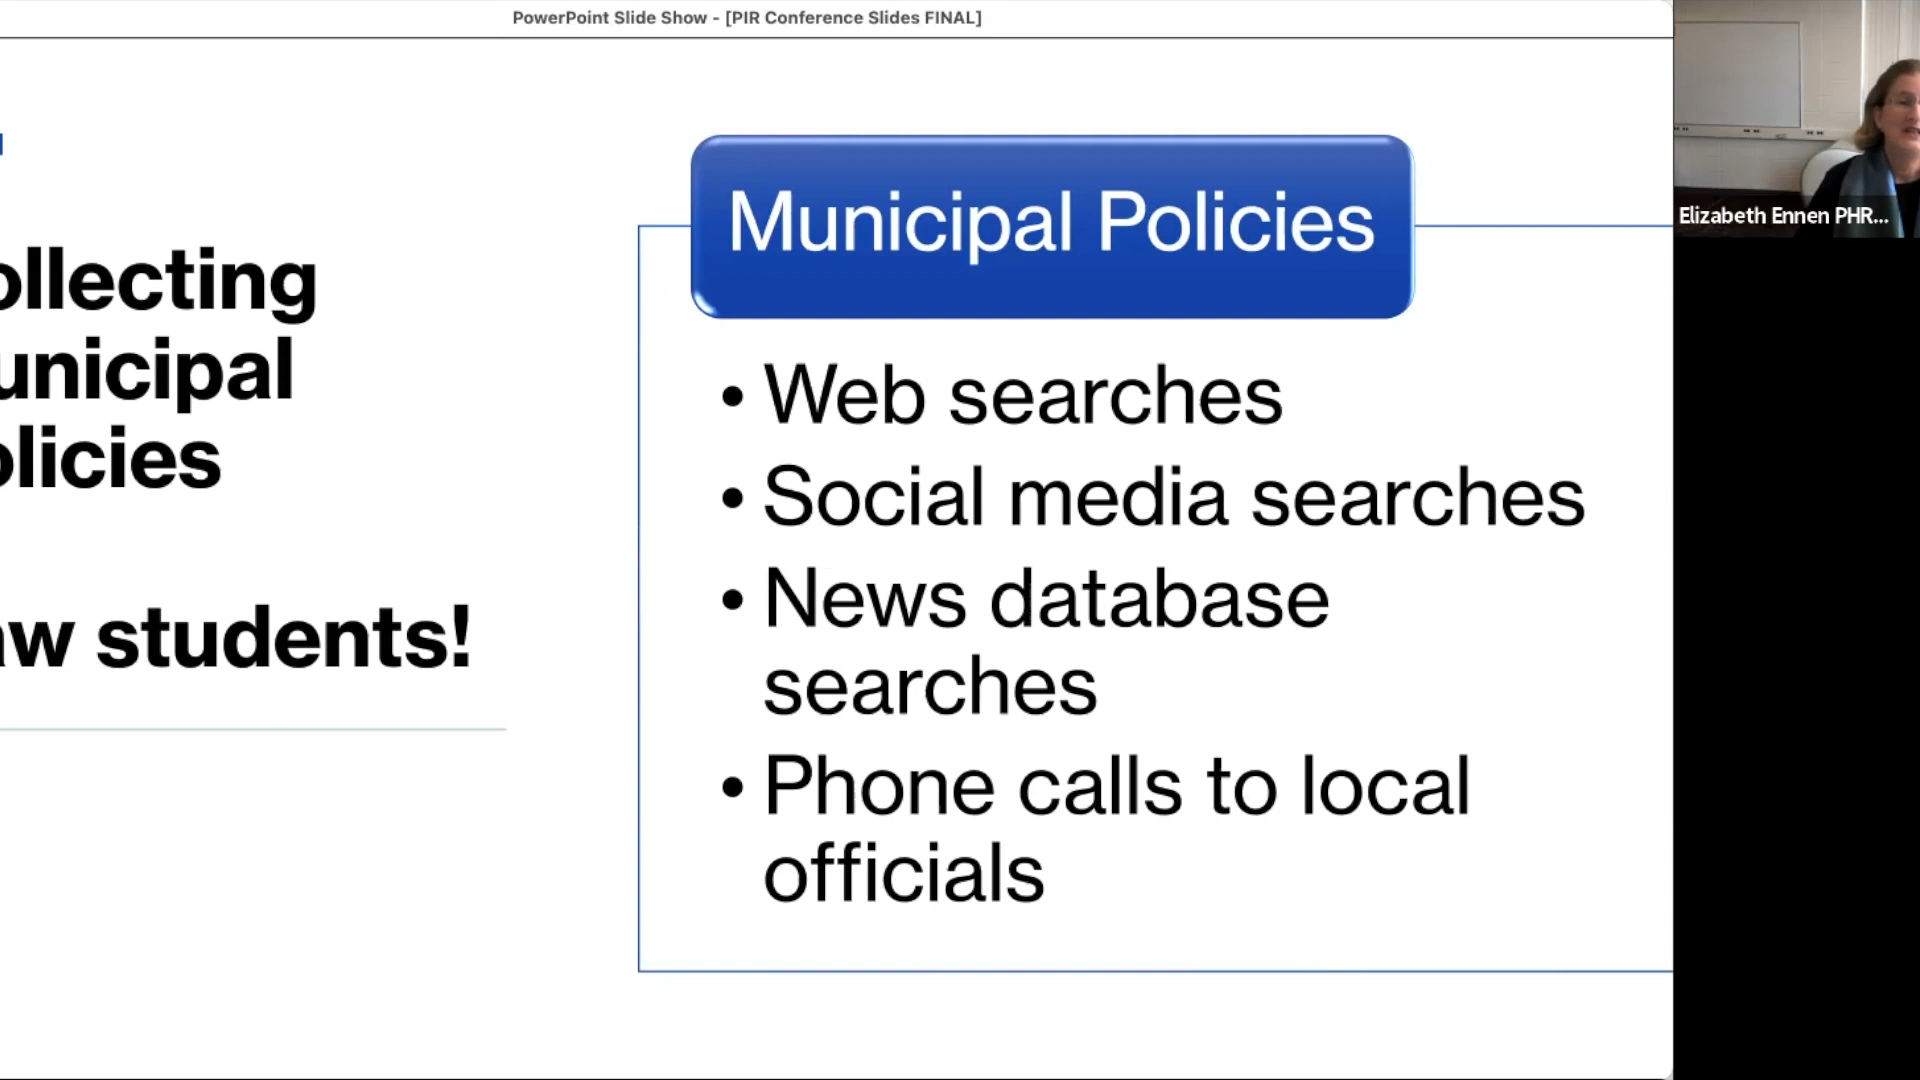 PowerPoint Slide Show - [PIR Conference Slides FINAL]
ollecting
unicipal
olicies
aw students!
Municipal Policies
• Web searches
• Social media searches
• News database
searches
• Phone calls to local
officials
Elizabeth Ennen PHR...